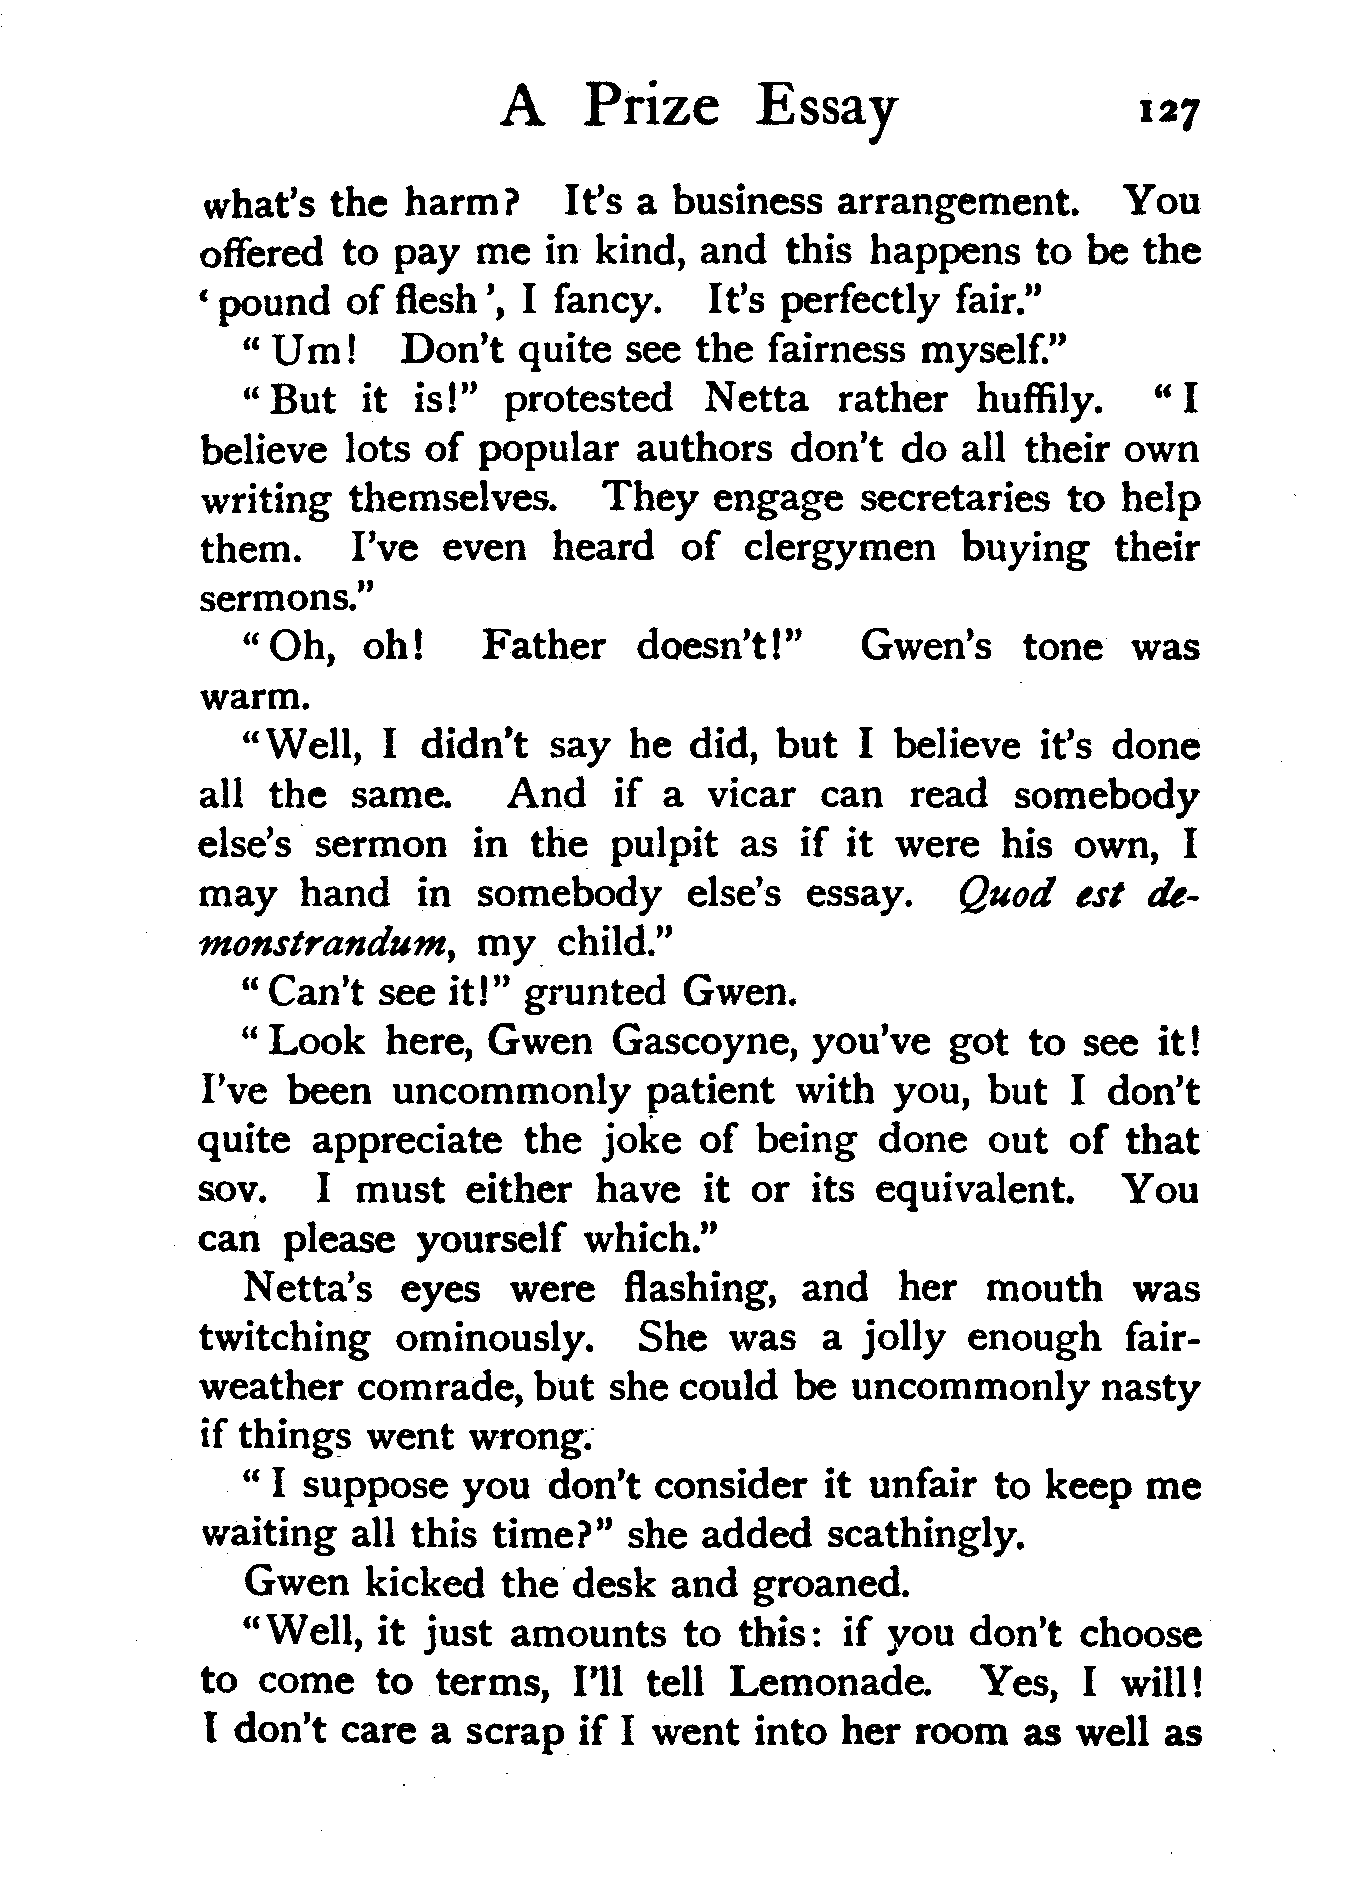 A Prize Essay 127
what's the harm? It's a business arrangement. You
offered to pay me in kind, and this happens to be the
‘pound of flesh’, I fancy. It's perfectly fair.”
“Um! Don't quite see the fairness myself.”
“But it is!” protested Netta rather huffily. “I
believe lots of popular authors don't do all their own
writing themselves. They engage secretaries to help
them. I've even heard of clergymen buying their
sermons.”
“Oh, oh! Father doesn't!” Gwen's tone was
warm.
“Well, I didn't say he did, but I believe it's done
all the same. And if a vicar can read somebody
else's sermon in the pulpit as if it were his own, I
may hand in somebody else's essay. Quod est de-
monstrandum, my child.”
“Can't see it!” grunted Gwen.
“Look here, Gwen Gascoyne, you've got to see it!
I've been uncommonly patient with you, but I don't
quite appreciate the joke of being done out of that
sov. I must either have it or its equivalent. You
can please yourself which.”
Netta's eyes were flashing, and her mouth was
twitching ominously. She was a jolly enough fair-
weather comrade, but she could be uncommonly nasty
if things went wrong.
“I suppose you don't consider it unfair to keep me
waiting all this time?” she added scathingly.
Gwen kicked the desk and groaned.
“Well, it just amounts to this: if you don't choose
to come to terms, I'll tell Lemonade. Yes, I will!
I don't care a scrap if I went into her room as well as